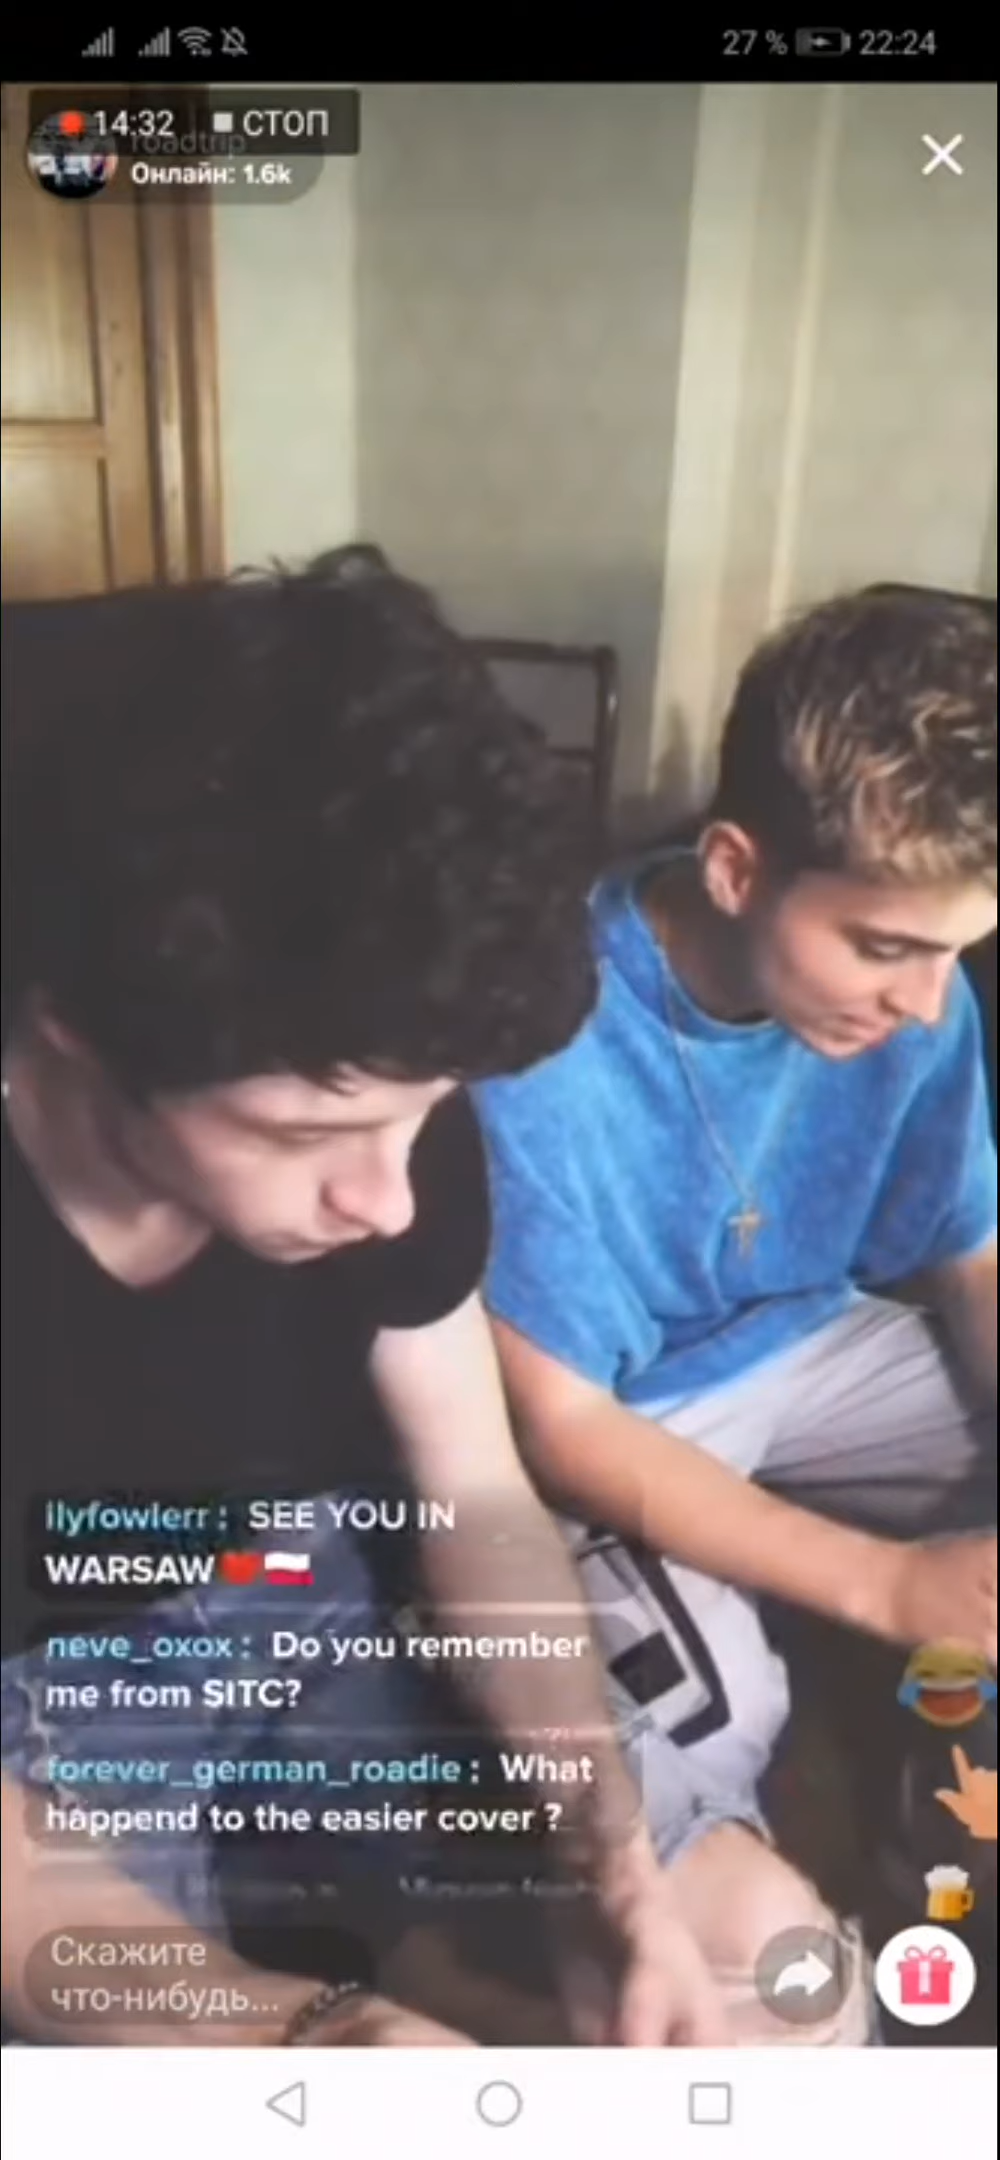 27 % 22:24
14:32 СТОП
roadtrip
Онлайн: 1.6k
ilyfowlerr : SEE YOU IN
WARSAW❤️🇵🇱
neve_oxox : Do you remember
me from SITC?
forever_german_roadie : What
happend to the easier cover ?
Скажите
что-нибудь...